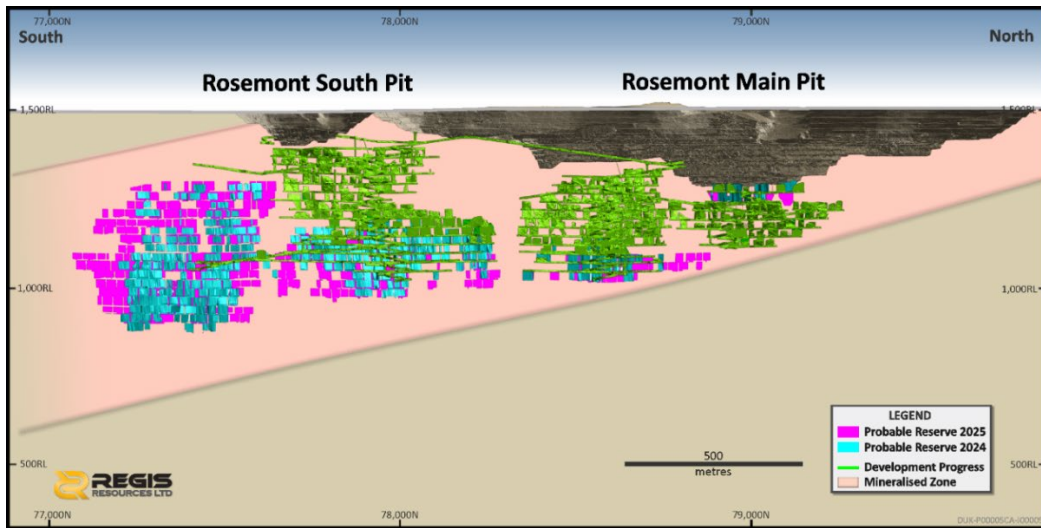 77,000N
78,000N
79,000N
South
North
Rosemont South Pit
Rosemont Main Pit
1,500RL
1,500RL
1,000RL
1,000RL
LEGEND
Probable Reserve 2025
Probable Reserve 2024
Development Progress
Mineralised Zone
500
metres
500RL
500RL
REGIS
RESOURCES LTD
77,000N
78,000N
79,000N